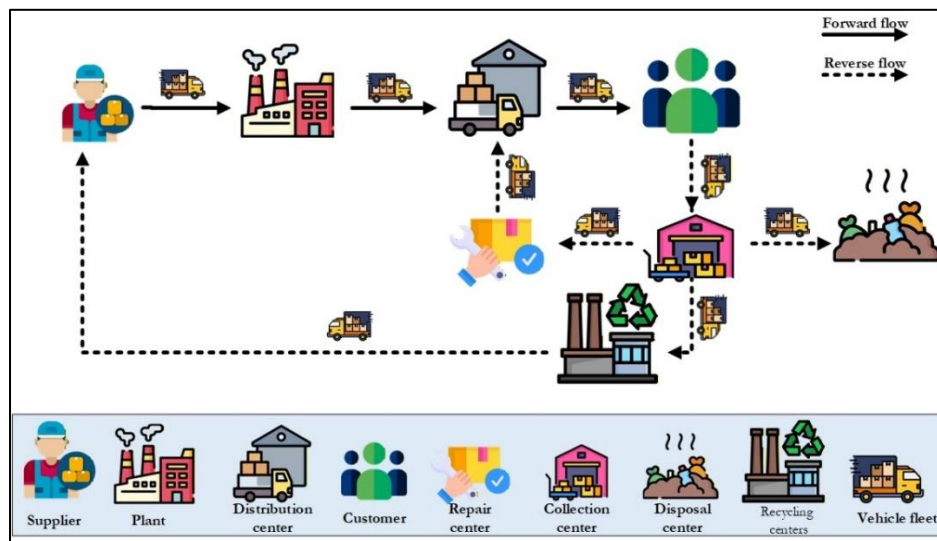 Forward flow
Reverse flow
Supplier
Plant
Distribution
center
Customer
Repair
center
Collection
center
Disposal
center
Recycling
centers
Vehicle fleet